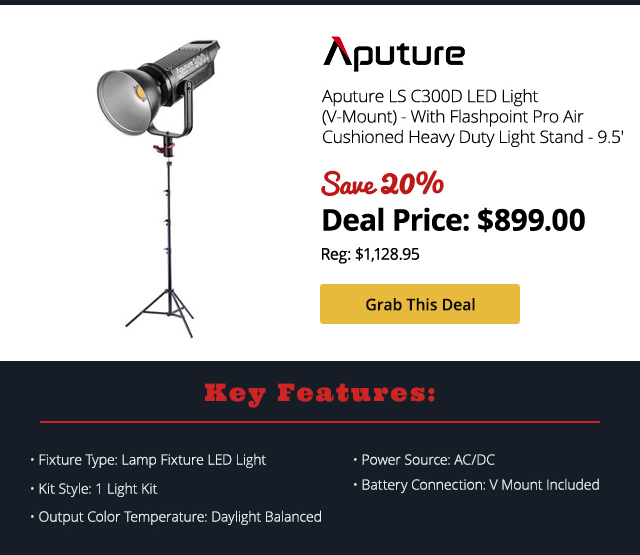 Aputure
Aputure LS C300D LED Light
(V-Mount) - With Flashpoint Pro Air
Cushioned Heavy Duty Light Stand - 9.5'
Save 20%
Deal Price: $899.00
Reg: $1,128.95
Grab This Deal
Key Features:
• Fixture Type: Lamp Fixture LED Light
• Kit Style: 1 Light Kit
• Output Color Temperature: Daylight Balanced
• Power Source: AC/DC
• Battery Connection: V Mount Included